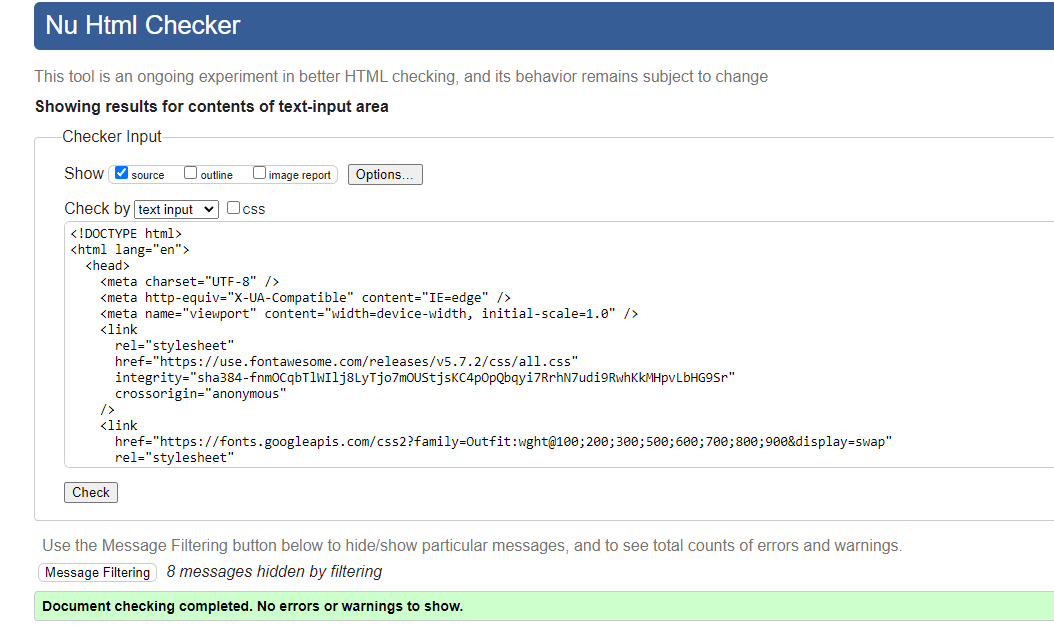 Nu Html Checker
This tool is an ongoing experiment in better HTML checking, and its behavior remains subject to change
Showing results for contents of text-input area
Checker Input
Show source outline image report Options...
Check by text input css
<!DOCTYPE html>
<html lang="en">
<head>
<meta charset="UTF-8" />
<meta http-equiv="X-UA-Compatible" content="IE=edge" />
<meta name="viewport" content="width=device-width, initial-scale=1.0" />
<link
rel="stylesheet"
href="https://use.fontawesome.com/releases/v5.7.2/css/all.css"
integrity="sha384-fnmOCqbTlWIlj8LyTjo7mOUStjsKC4pOpQbqyi7RrhN7udi9RwhKkMHpvLbHG9Sr"
crossorigin="anonymous"
/>
<link
href="https://fonts.googleapis.com/css2?family=Outfit:wght@100;200;300;500;600;700;800;900&display=swap"
rel="stylesheet"
Check
Use the Message Filtering button below to hide/show particular messages, and to see total counts of errors and warnings.
Message Filtering 8 messages hidden by filtering
Document checking completed. No errors or warnings to show.